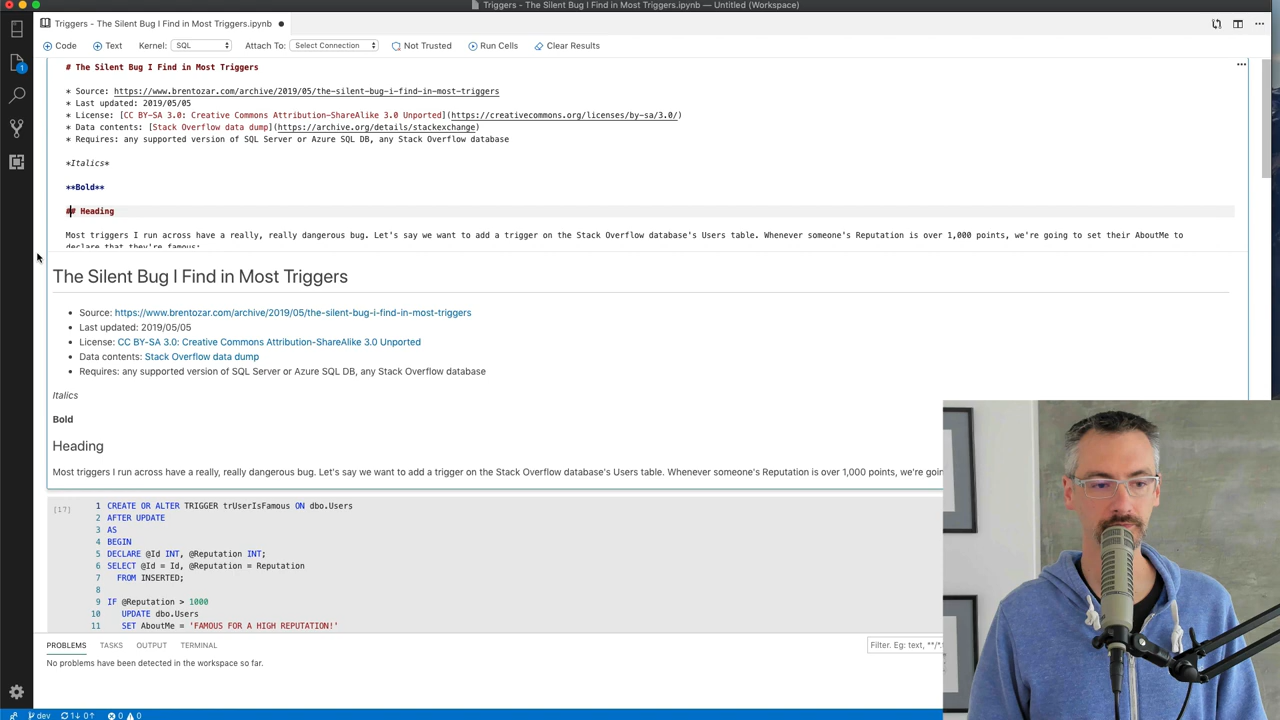 Triggers - The Silent Bug I Find in Most Triggers.ipynb — Untitled (Workspace)
Triggers - The Silent Bug I Find in Most Triggers.ipynb
Code Text Kernel: SQL Attach To: Select Connection Not Trusted Run Cells Clear Results
# The Silent Bug I Find in Most Triggers
* Source: https://www.brentozar.com/archive/2019/05/the-silent-bug-i-find-in-most-triggers
* Last updated: 2019/05/05
* License: [CC BY-SA 3.0: Creative Commons Attribution-ShareAlike 3.0 Unported](https://creativecommons.org/licenses/by-sa/3.0/)
* Data contents: [Stack Overflow data dump](https://archive.org/details/stackexchange)
* Requires: any supported version of SQL Server or Azure SQL DB, any Stack Overflow database
*Italics*
**Bold**
## Heading
Most triggers I run across have a really, really dangerous bug. Let's say we want to add a trigger on the Stack Overflow database's Users table. Whenever someone's Reputation is over 1,000 points, we're going to set their AboutMe to
declare that they're famous:
The Silent Bug I Find in Most Triggers
• Source: https://www.brentozar.com/archive/2019/05/the-silent-bug-i-find-in-most-triggers
• Last updated: 2019/05/05
• License: CC BY-SA 3.0: Creative Commons Attribution-ShareAlike 3.0 Unported
• Data contents: Stack Overflow data dump
• Requires: any supported version of SQL Server or Azure SQL DB, any Stack Overflow database
Italics
Bold
Heading
Most triggers I run across have a really, really dangerous bug. Let's say we want to add a trigger on the Stack Overflow database's Users table. Whenever someone's Reputation is over 1,000 points, we're goin
[17] 1 CREATE OR ALTER TRIGGER trUserIsFamous ON dbo.Users
2 AFTER UPDATE
3 AS
4 BEGIN
5 DECLARE @Id INT, @Reputation INT;
6 SELECT @Id = Id, @Reputation = Reputation
7 FROM INSERTED;
8
9 IF @Reputation > 1000
10 UPDATE dbo.Users
11 SET AboutMe = 'FAMOUS FOR A HIGH REPUTATION!'
PROBLEMS TASKS OUTPUT TERMINAL
Filter. Eg: text, **/*.
No problems have been detected in the workspace so far.
1
dev 1↓ 0↑ 0 0